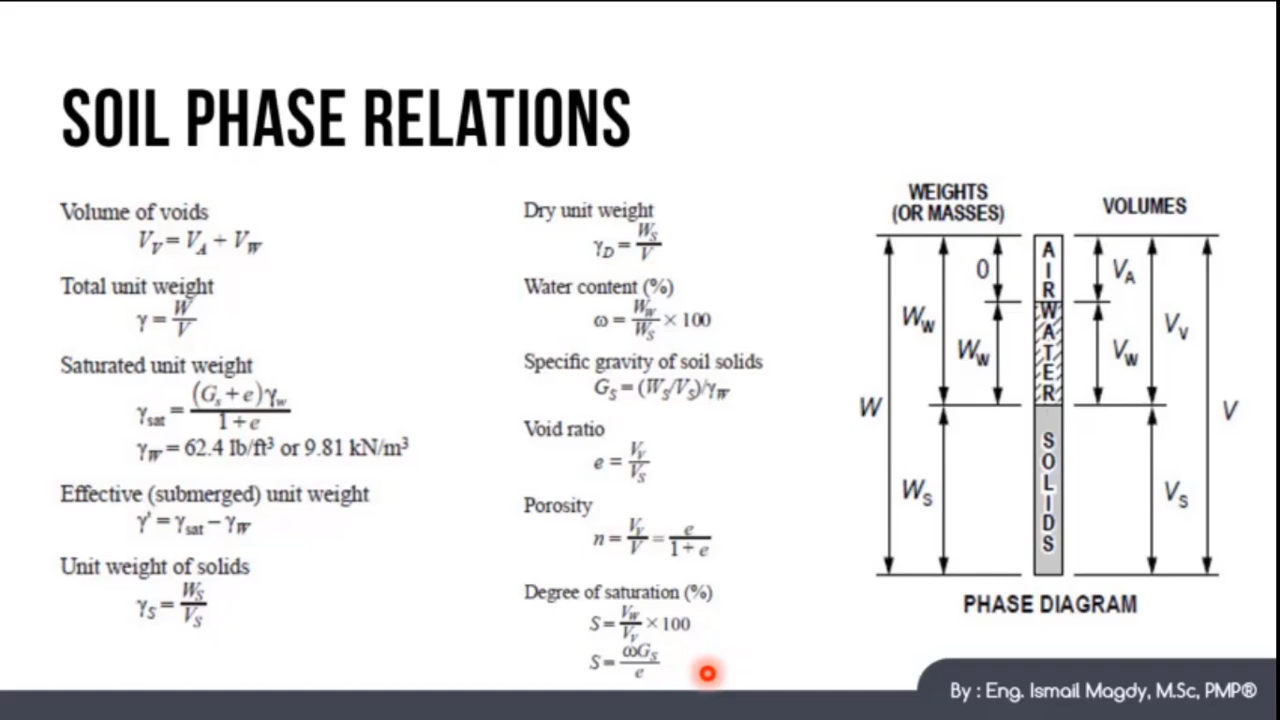 SOIL PHASE RELATIONS
Volume of voids
V_V = V_A + V_W
Total unit weight
γ = W/V
Saturated unit weight
γ_sat = (G_s + e)γ_w / 1 + e
γ_W = 62.4 lb/ft³ or 9.81 kN/m³
Effective (submerged) unit weight
γ' = γ_sat − γ_W
Unit weight of solids
γ_S = W_S/V_S
Dry unit weight
γ_D = W_S/V
Water content (%)
ω = W_W/W_S × 100
Specific gravity of soil solids
G_S = (W_S/V_S)/γ_W
Void ratio
e = V_V/V_S
Porosity
n = V_V/V = e/1 + e
Degree of saturation (%)
S = V_W/V_V × 100
S = ωG_S/e
WEIGHTS
(OR MASSES)
VOLUMES
AIR
WATER
SOLIDS
0
W_W
W_W
W
W_S
V_A
V_W
V_V
V
V_S
PHASE DIAGRAM
By : Eng. Ismail Magdy, M.Sc, PMP®